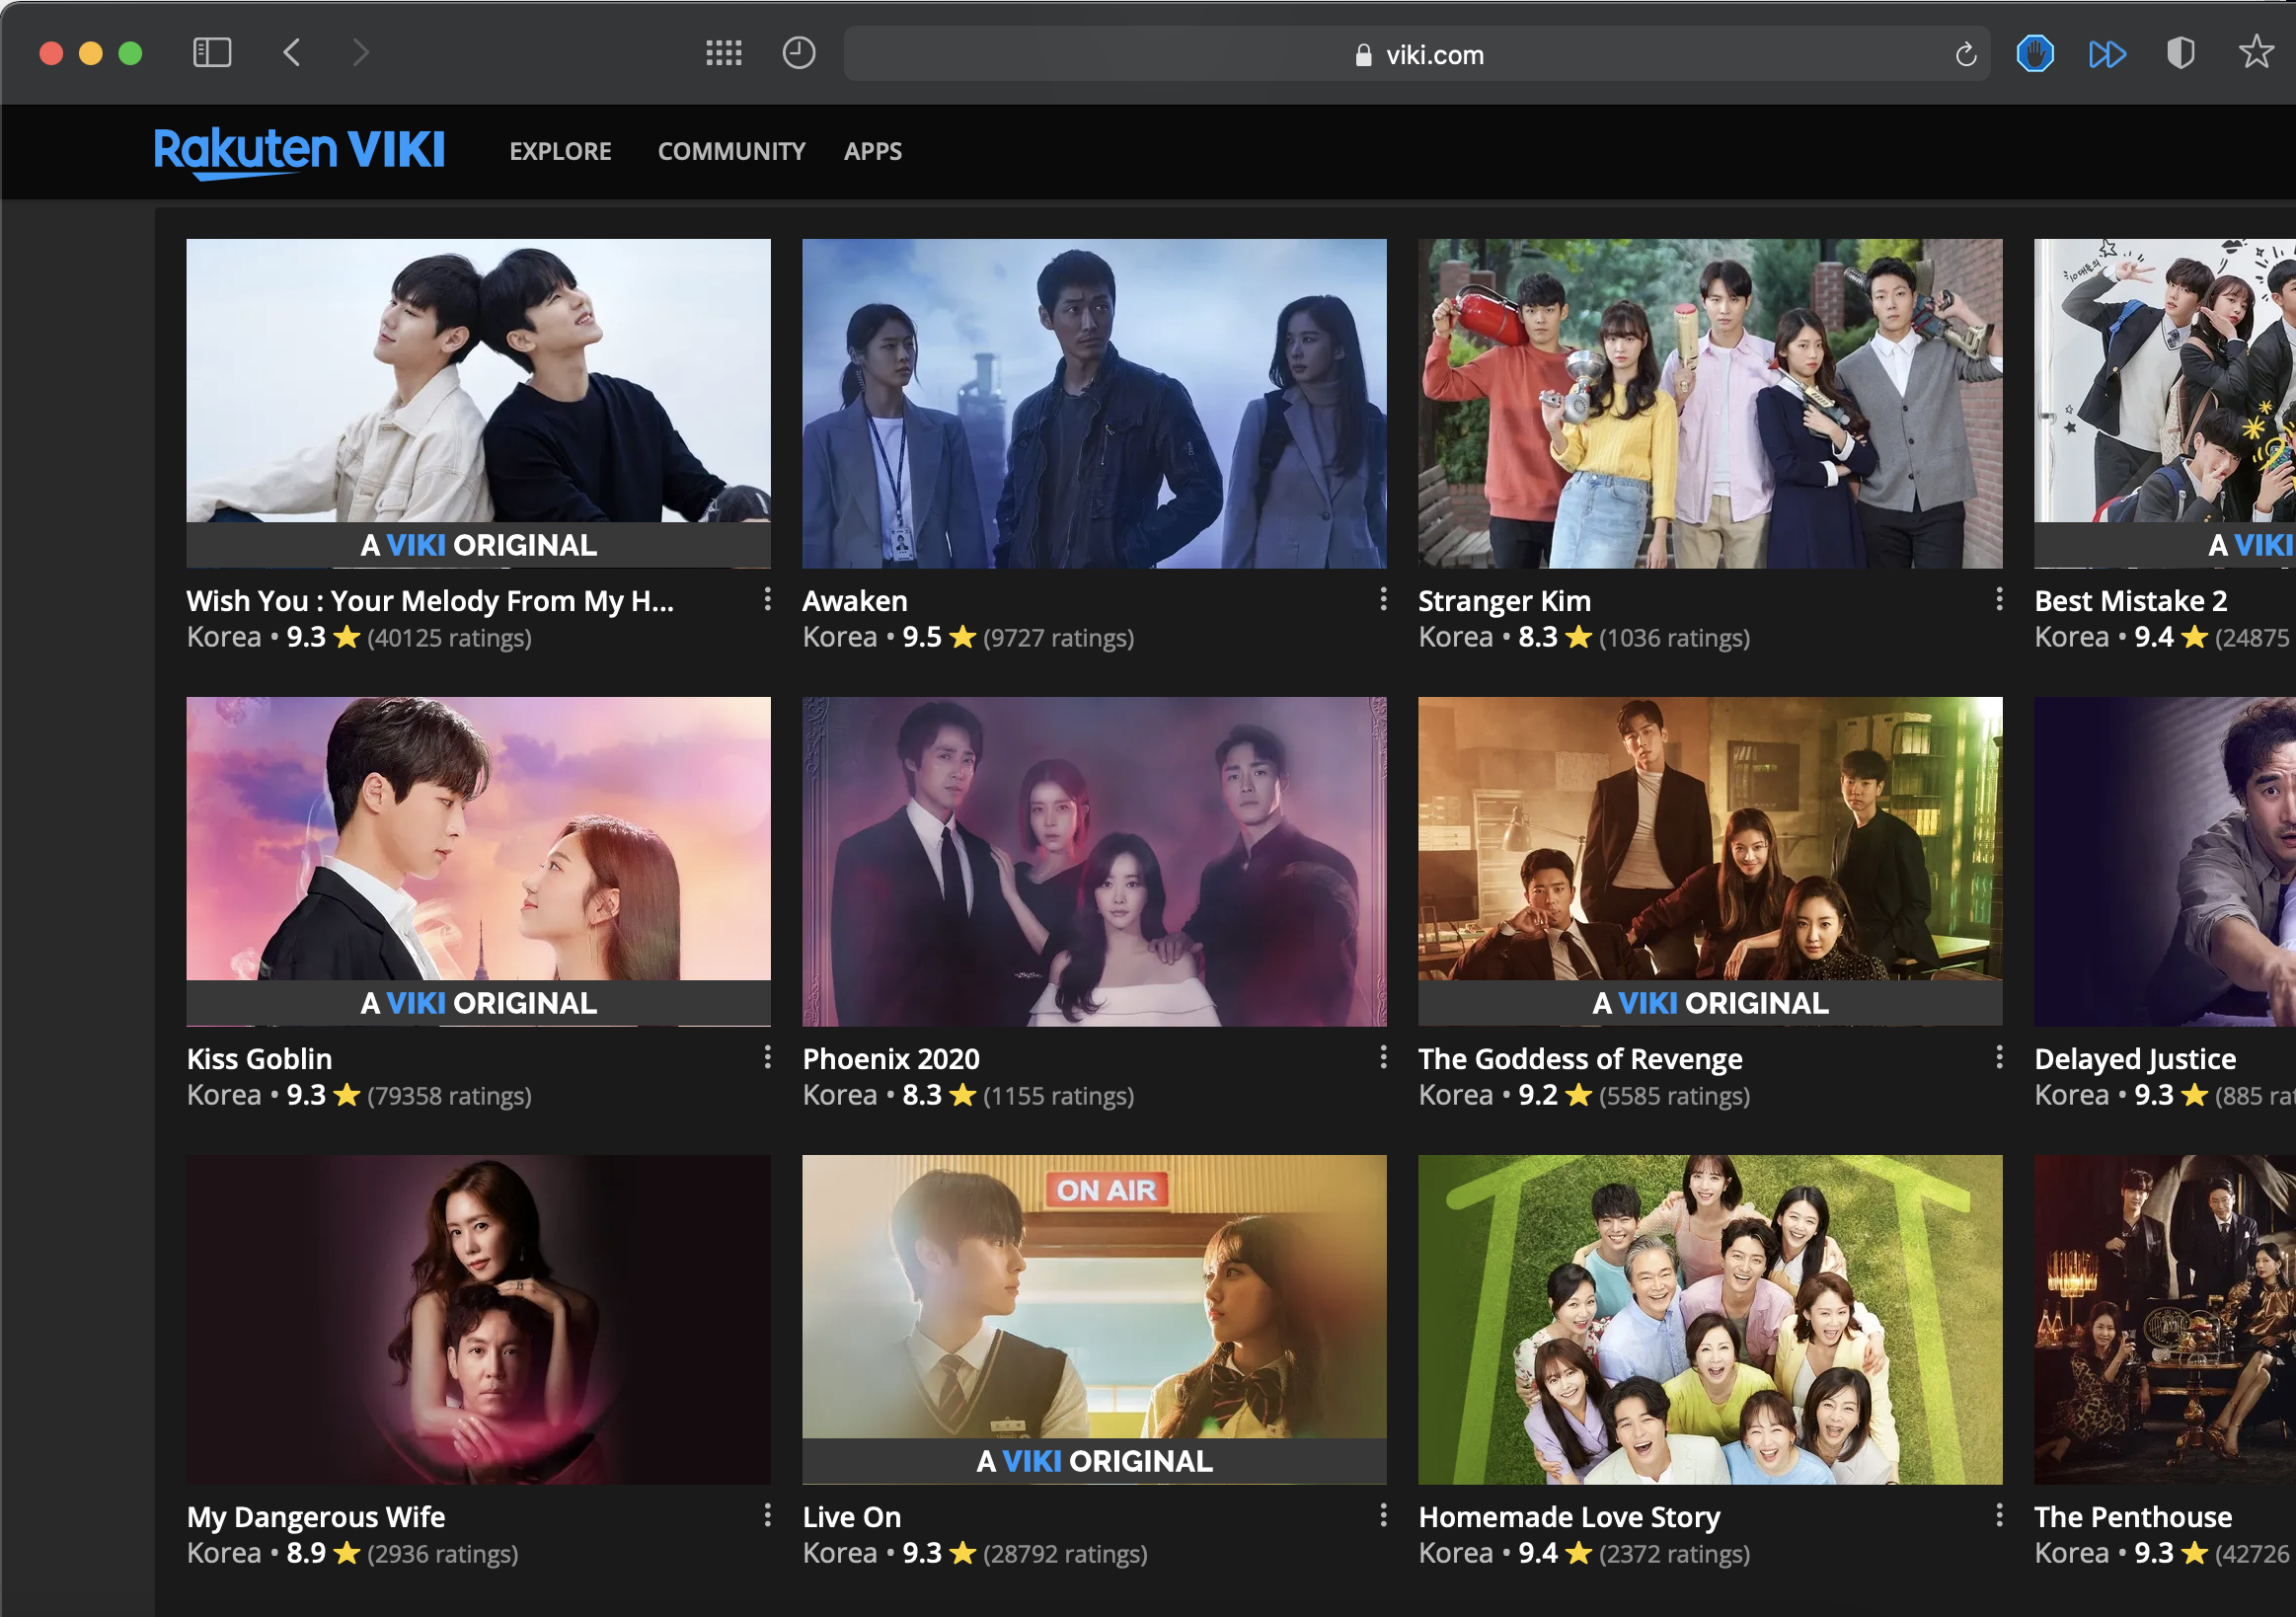 viki.com
Rakuten VIKI
EXPLORE COMMUNITY APPS
A VIKI ORIGINAL
A VIKI
Wish You : Your Melody From My H...
Korea • 9.3 ⭐ (40125 ratings)
Awaken
Korea • 9.5 ⭐ (9727 ratings)
Stranger Kim
Korea • 8.3 ⭐ (1036 ratings)
Best Mistake 2
Korea • 9.4 ⭐ (24875
A VIKI ORIGINAL
A VIKI ORIGINAL
Kiss Goblin
Korea • 9.3 ⭐ (79358 ratings)
Phoenix 2020
Korea • 8.3 ⭐ (1155 ratings)
The Goddess of Revenge
Korea • 9.2 ⭐ (5585 ratings)
Delayed Justice
Korea • 9.3 ⭐ (885 rat
ON AIR
A VIKI ORIGINAL
My Dangerous Wife
Korea • 8.9 ⭐ (2936 ratings)
Live On
Korea • 9.3 ⭐ (28792 ratings)
Homemade Love Story
Korea • 9.4 ⭐ (2372 ratings)
The Penthouse
Korea • 9.3 ⭐ (42726